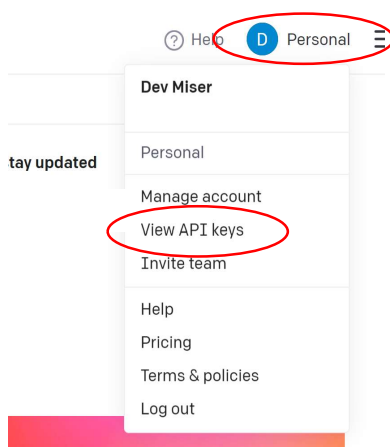 Help D Personal
Dev Miser
Personal
tay updated
Manage account
View API keys
Invite team
Help
Pricing
Terms & policies
Log out